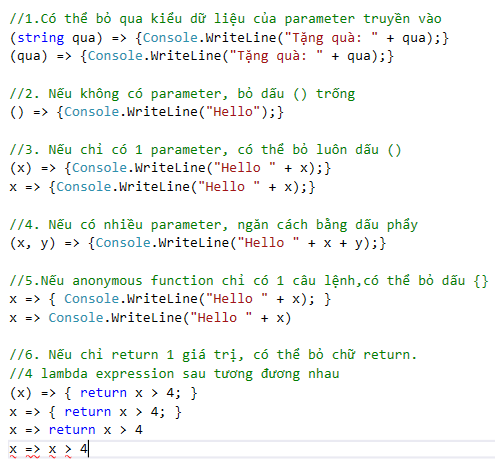 //1.Có thể bỏ qua kiểu dữ liệu của parameter truyền vào
(string qua) => {Console.WriteLine("Tặng quà: " + qua);}
(qua) => {Console.WriteLine("Tặng quà: " + qua);}
//2. Nếu không có parameter, bỏ dấu () trống
() => {Console.WriteLine("Hello");}
//3. Nếu chỉ có 1 parameter, có thể bỏ luôn dấu ()
(x) => {Console.WriteLine("Hello " + x);}
x => {Console.WriteLine("Hello " + x);}
//4. Nếu có nhiều parameter, ngăn cách bằng dấu phẩy
(x, y) => {Console.WriteLine("Hello " + x + y);}
//5.Nếu anonymous function chỉ có 1 câu lệnh,có thể bỏ dấu {}
x => { Console.WriteLine("Hello " + x); }
x => Console.WriteLine("Hello " + x)
//6. Nếu chỉ return 1 giá trị, có thể bỏ chữ return.
//4 lambda expression sau tương đương nhau
(x) => { return x > 4; }
x => { return x > 4; }
x => return x > 4
x => x > 4